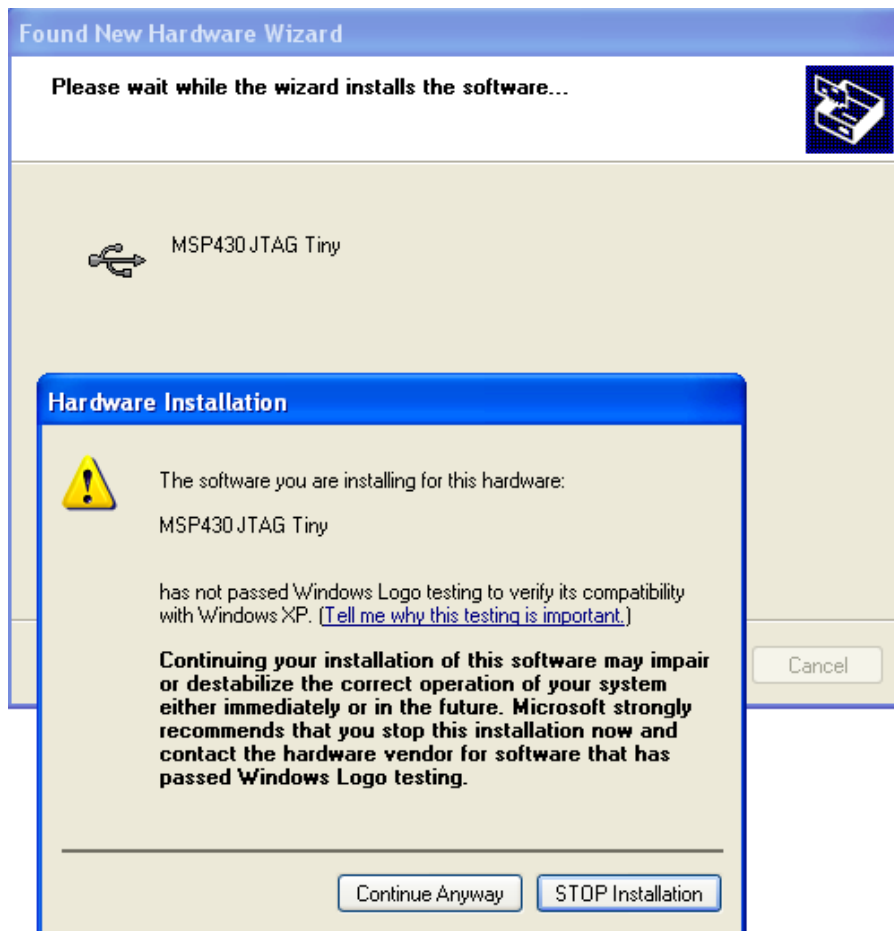 Found New Hardware Wizard
Please wait while the wizard installs the software...
MSP430 JTAG Tiny
Hardware Installation
The software you are installing for this hardware:
MSP430 JTAG Tiny
has not passed Windows Logo testing to verify its compatibility
with Windows XP. (Tell me why this testing is important.)
Continuing your installation of this software may impair
or destabilize the correct operation of your system
either immediately or in the future. Microsoft strongly
recommends that you stop this installation now and
contact the hardware vendor for software that has
passed Windows Logo testing.
Cancel
Continue Anyway
STOP Installation